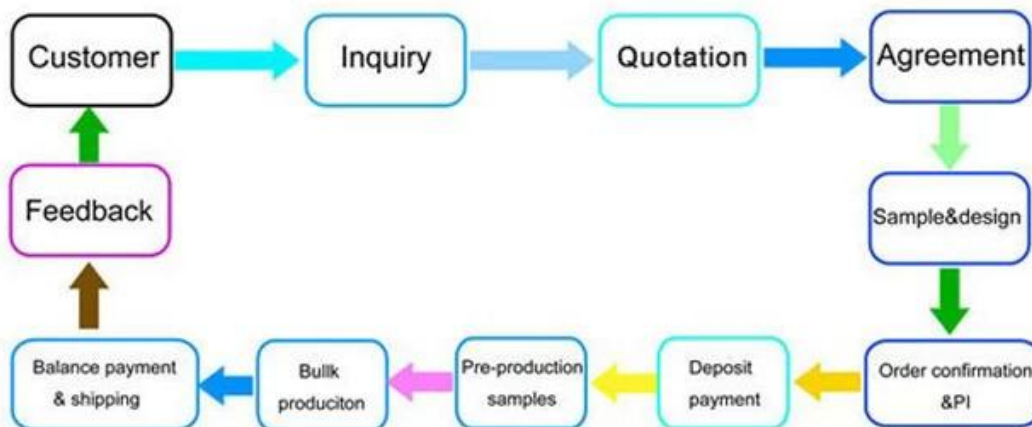 Customer
Inquiry
Quotation
Agreement
Sample&design
Order confirmation
&PI
Deposit
payment
Pre-production
samples
Bullk
produciton
Balance payment
& shipping
Feedback